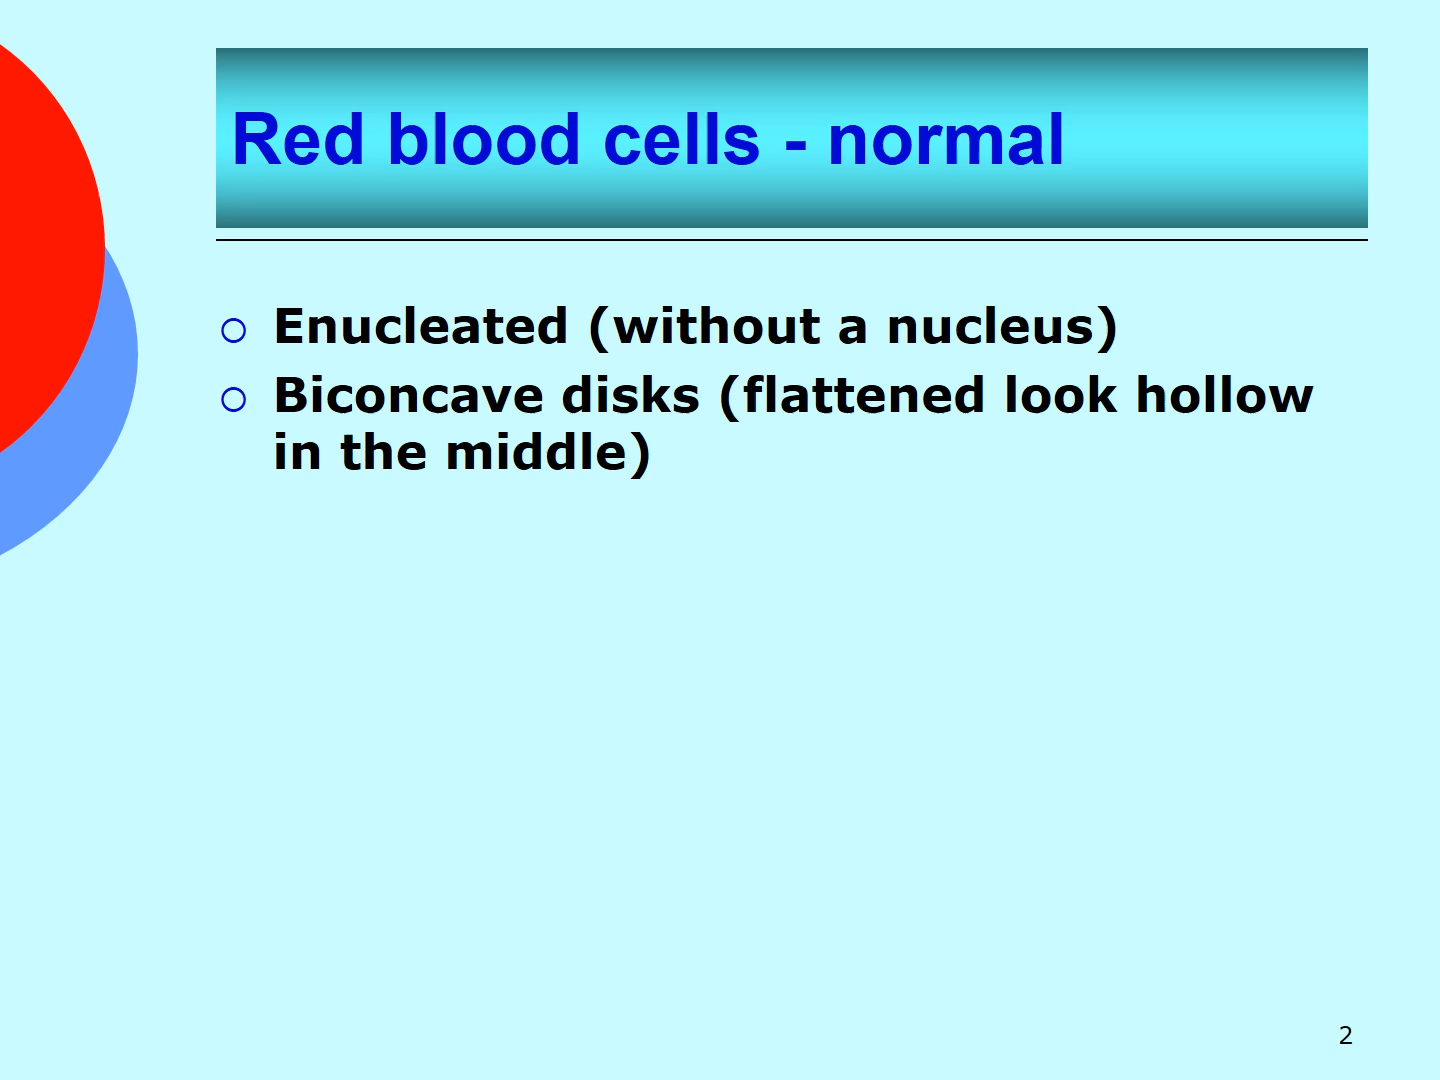 Red blood cells - normal
Enucleated (without a nucleus)
Biconcave disks (flattened look hollow
in the middle)
2